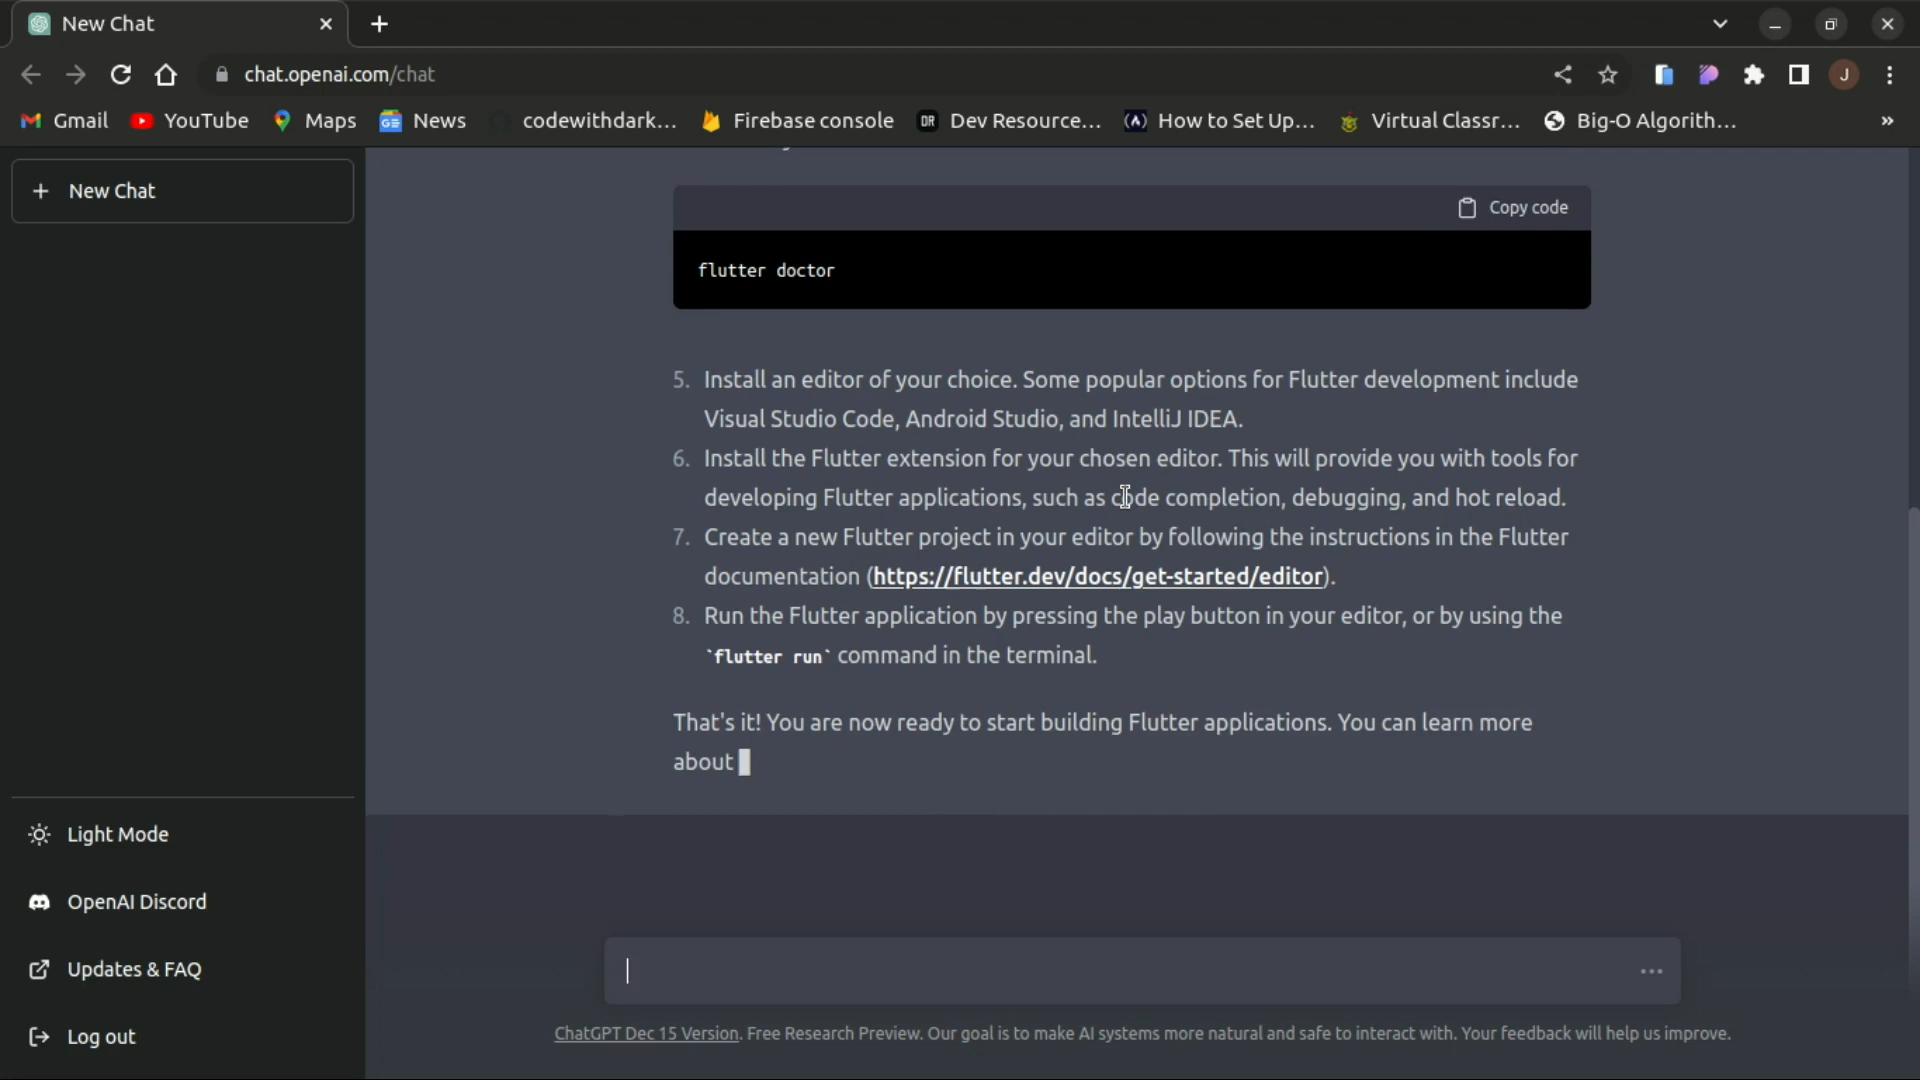 New Chat
chat.openai.com/chat
J
Gmail YouTube Maps News codewithdark... Firebase console DR Dev Resource... How to Set Up... Virtual Classr... Big-O Algorith... »
+ New Chat
Copy code
flutter doctor
5. Install an editor of your choice. Some popular options for Flutter development include
Visual Studio Code, Android Studio, and IntelliJ IDEA.
6. Install the Flutter extension for your chosen editor. This will provide you with tools for
developing Flutter applications, such as code completion, debugging, and hot reload.
7. Create a new Flutter project in your editor by following the instructions in the Flutter
documentation (https://flutter.dev/docs/get-started/editor).
8. Run the Flutter application by pressing the play button in your editor, or by using the
`flutter run` command in the terminal.
That's it! You are now ready to start building Flutter applications. You can learn more
about
Light Mode
OpenAI Discord
Updates & FAQ
Log out
ChatGPT Dec 15 Version. Free Research Preview. Our goal is to make AI systems more natural and safe to interact with. Your feedback will help us improve.